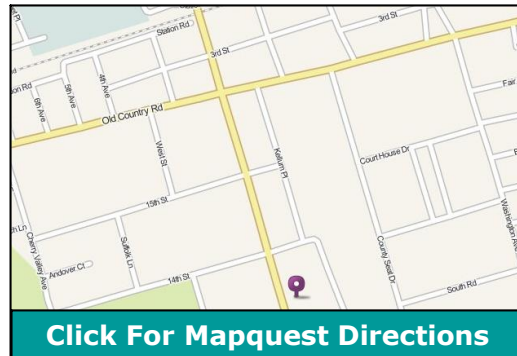 Station Rd
3rd St
3rd St
4th Ave
5th Ave
6th Ave
Old Country Rd
West St
Kellum Pl
Court House Dr
15th St
Cherry Valley Ave
Suffolk Ln
Andover Ct
14th St
County Seat Dr
Washington Ave
South Rd
Click For Mapquest Directions